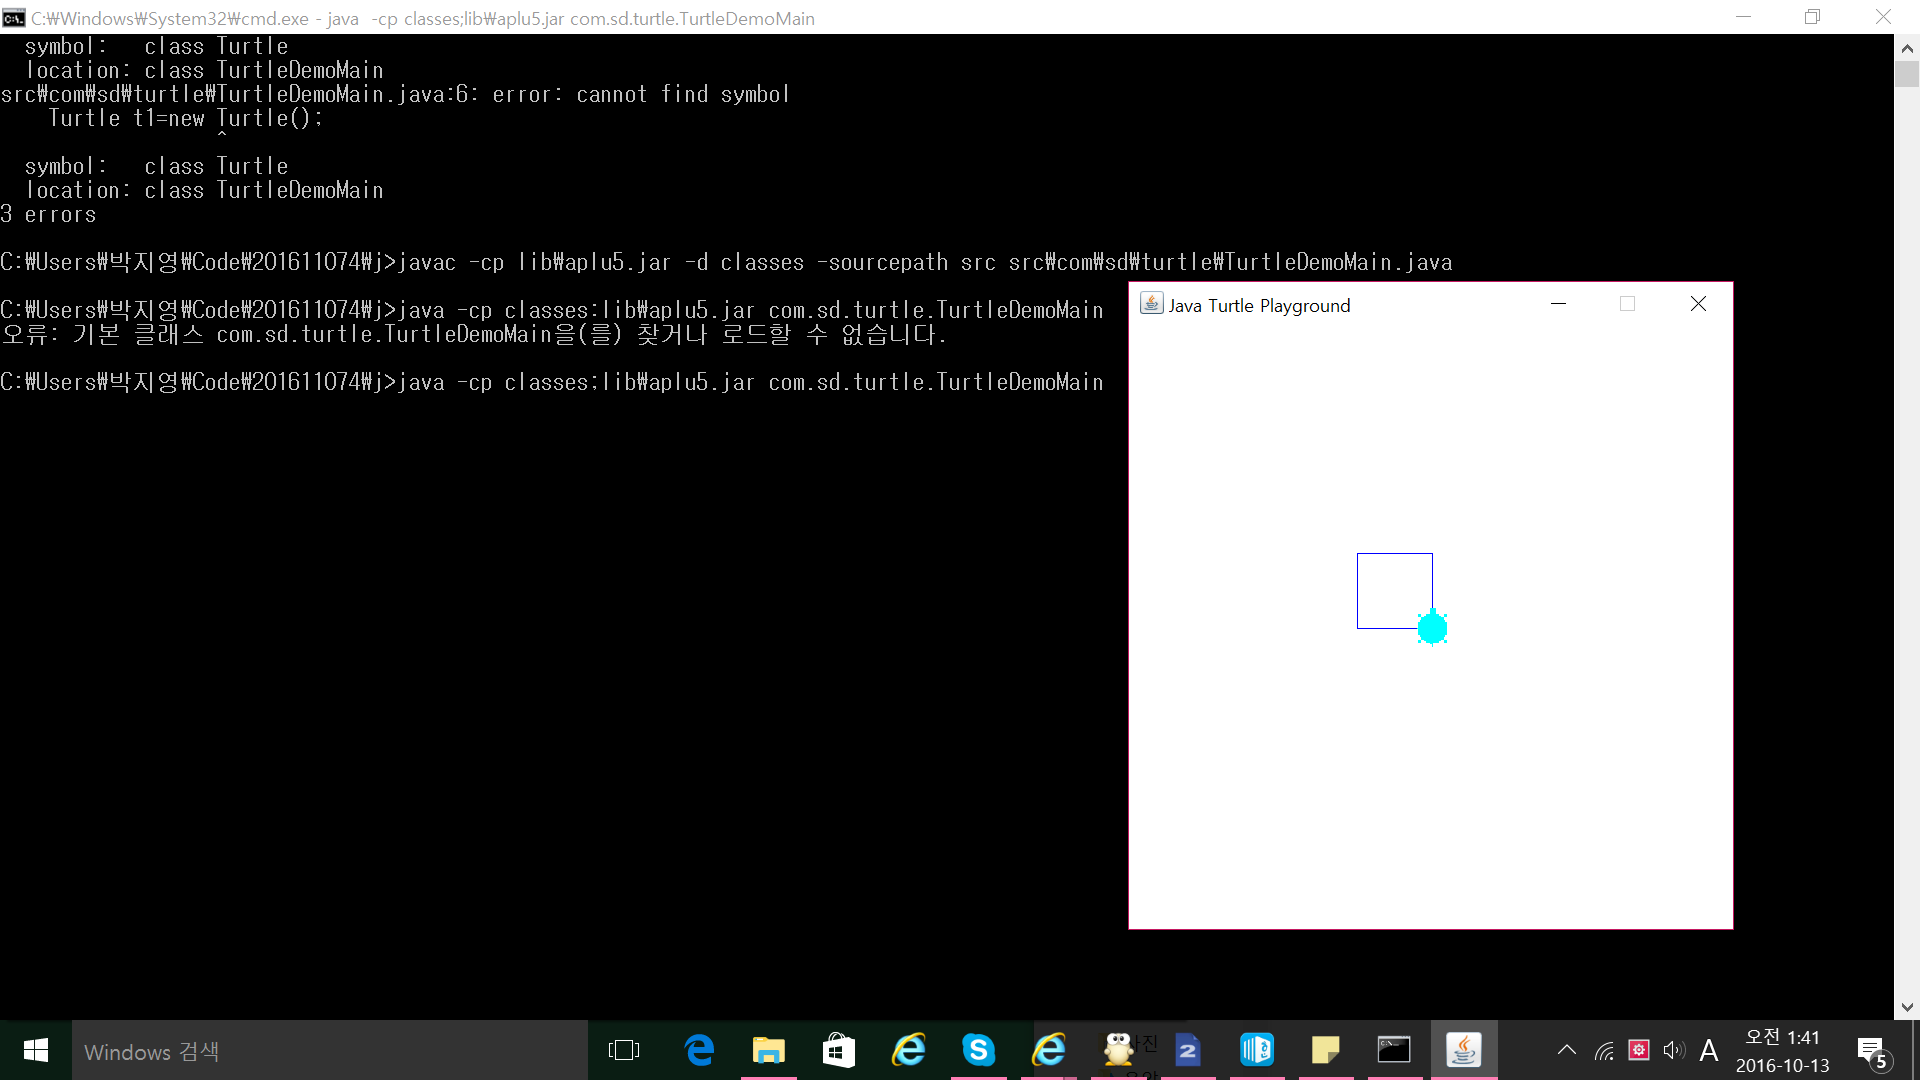 C:₩Windows₩System32₩cmd.exe - java  -cp classes;lib₩aplu5.jar com.sd.turtle.TurtleDemoMain
symbol:   class Turtle
location: class TurtleDemoMain
src₩com₩sd₩turtle₩TurtleDemoMain.java:6: error: cannot find symbol
Turtle t1=new Turtle();
^
symbol:   class Turtle
location: class TurtleDemoMain
3 errors
C:₩Users₩박지영₩Code₩201611074₩j>javac -cp lib₩aplu5.jar -d classes -sourcepath src src₩com₩sd₩turtle₩TurtleDemoMain.java
C:₩Users₩박지영₩Code₩201611074₩j>java -cp classes:lib₩aplu5.jar com.sd.turtle.TurtleDemoMain
오류: 기본 클래스 com.sd.turtle.TurtleDemoMain을(를) 찾거나 로드할 수 없습니다.
C:₩Users₩박지영₩Code₩201611074₩j>java -cp classes;lib₩aplu5.jar com.sd.turtle.TurtleDemoMain
Java Turtle Playground
Windows 검색
2
A
오전 1:41
2016-10-13
5